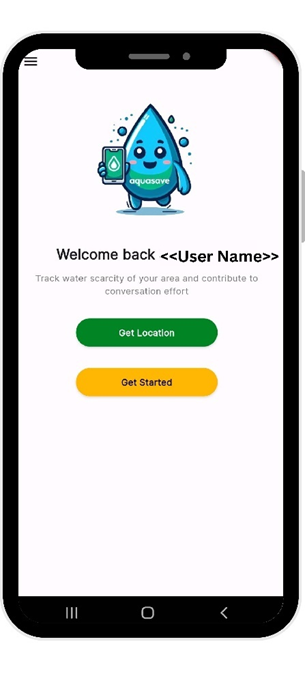 aquasave
Welcome back <<User Name>>
Track water scarcity of your area and contribute to
conversation effort
Get Location
Get Started